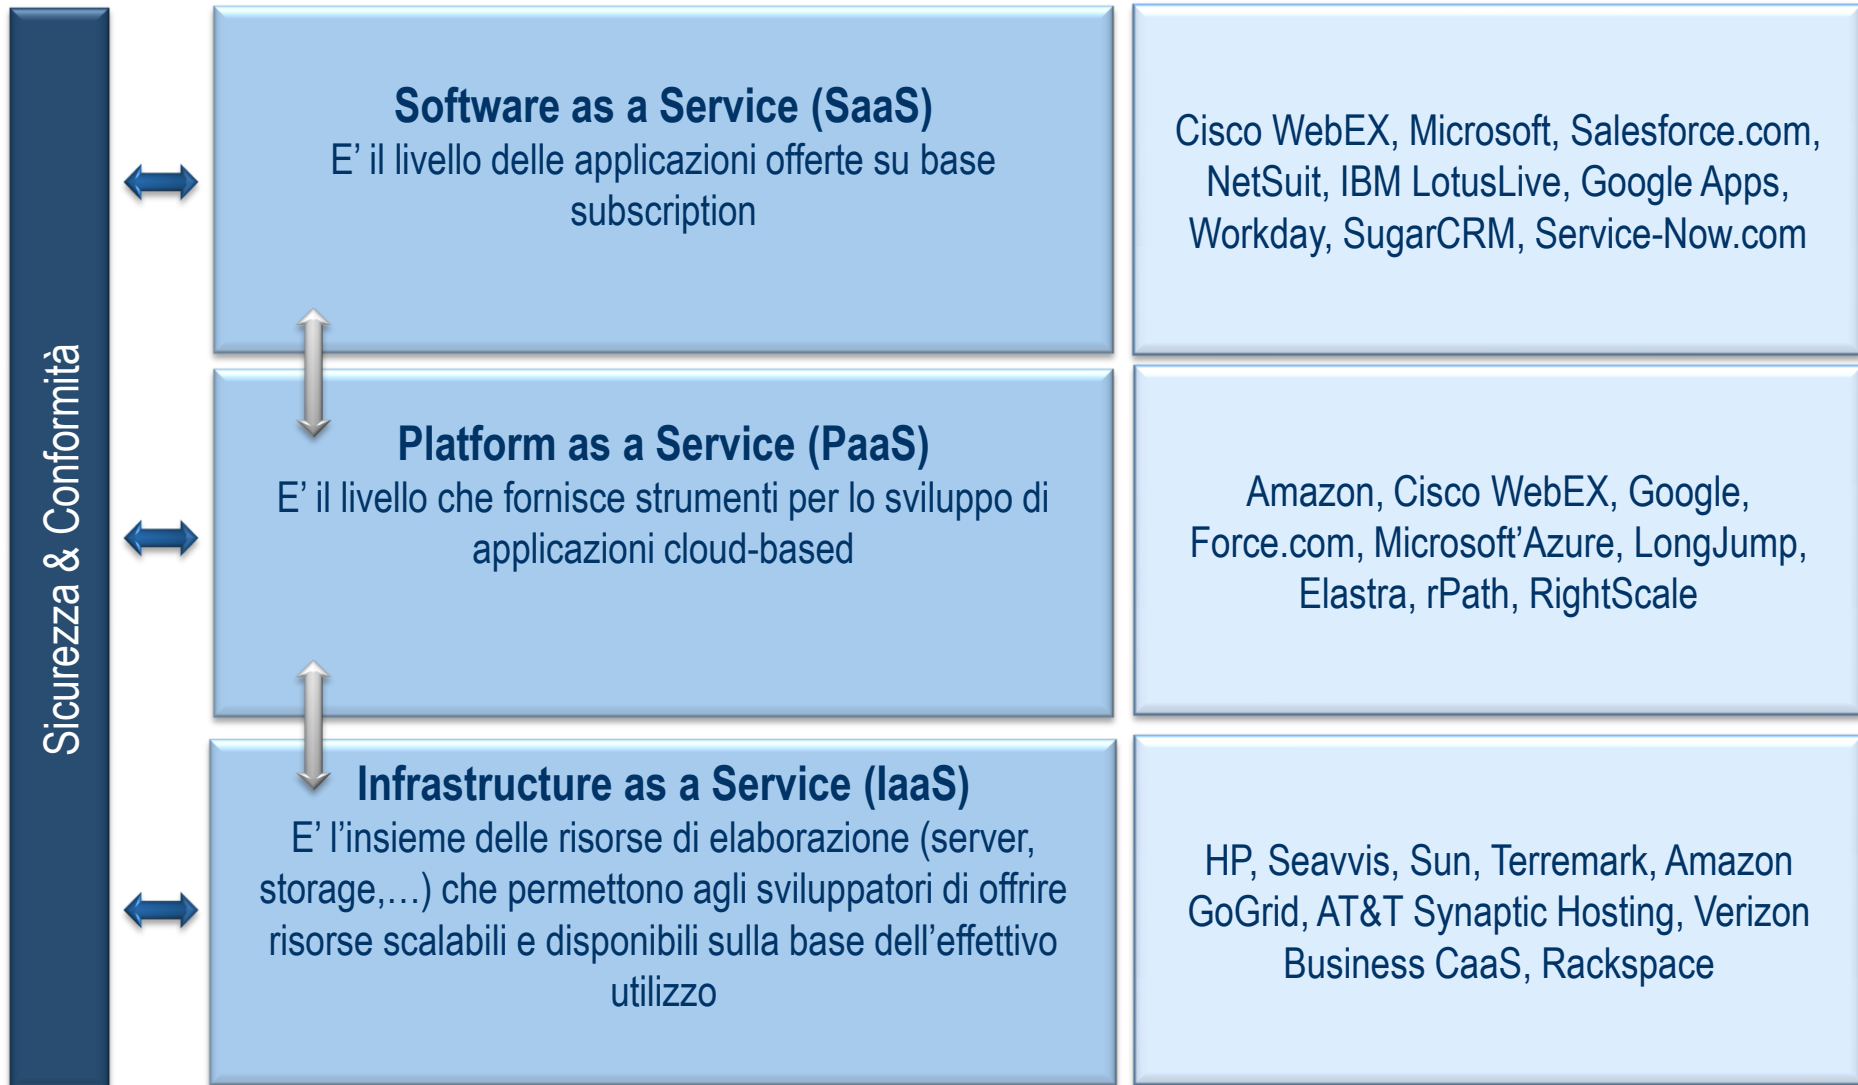 Sicurezza & Conformità
Software as a Service (SaaS)
E’ il livello delle applicazioni offerte su base
subscription
Cisco WebEX, Microsoft, Salesforce.com,
NetSuit, IBM LotusLive, Google Apps,
Workday, SugarCRM, Service-Now.com
Platform as a Service (PaaS)
E’ il livello che fornisce strumenti per lo sviluppo di
applicazioni cloud-based
Amazon, Cisco WebEX, Google,
Force.com, Microsoft’Azure, LongJump,
Elastra, rPath, RightScale
Infrastructure as a Service (IaaS)
E’ l’insieme delle risorse di elaborazione (server,
storage,…) che permettono agli sviluppatori di offrire
risorse scalabili e disponibili sulla base dell’effettivo
utilizzo
HP, Seavvis, Sun, Terremark, Amazon
GoGrid, AT&T Synaptic Hosting, Verizon
Business CaaS, Rackspace